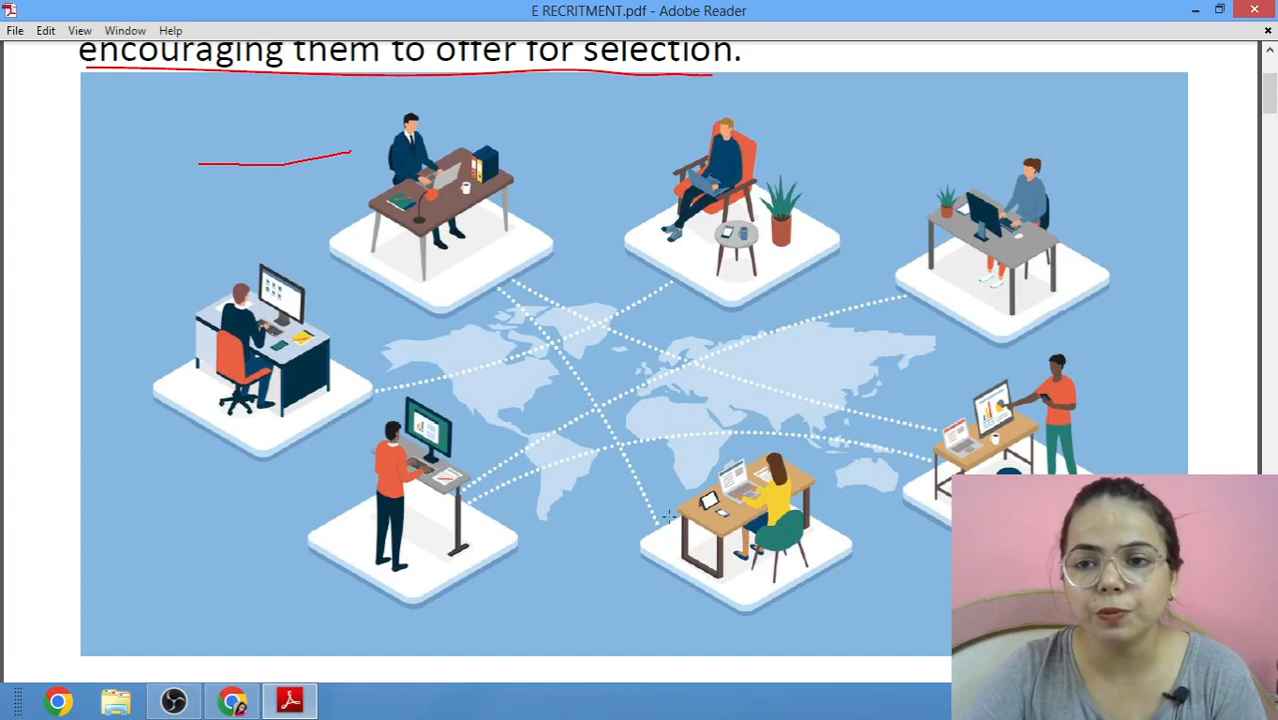 E RECRITMENT.pdf - Adobe Reader
File Edit View Window Help
encouraging them to offer for selection.